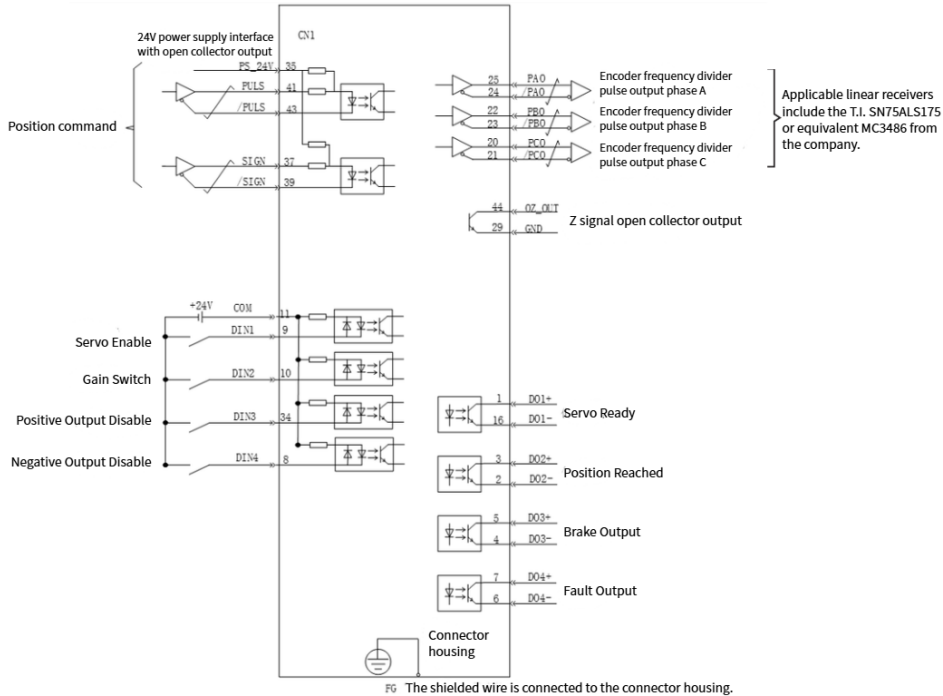 24V power supply interface
with open collector output
CN1
PS_24V 35
PULS 41
/PULS 43
Position command
SIGN 37
/SIGN 39
25 PAO
24 /PAO
Encoder frequency divider
pulse output phase A
22 PBO
23 /PBO
Encoder frequency divider
pulse output phase B
20 PCO
21 /PCO
Encoder frequency divider
pulse output phase C
Applicable linear receivers
include the T.I. SN75ALS175
or equivalent MC3486 from
the company.
44 OZ_OUT
29 GND
Z signal open collector output
+24V COM 11
DIN1 9
Servo Enable
DIN2 10
Gain Switch
DIN3 34
Positive Output Disable
DIN4 8
Negative Output Disable
1 DO1+
16 DO1-
Servo Ready
3 DO2+
2 DO2-
Position Reached
5 DO3+
4 DO3-
Brake Output
7 DO4+
6 DO4-
Fault Output
Connector
housing
FG The shielded wire is connected to the connector housing.